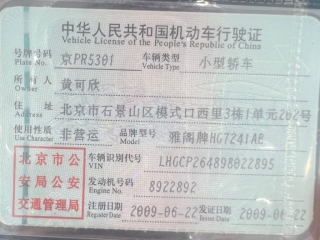 中华人民共和国机动车行驶证
Vehicle License of the People's Republic of China
号牌号码 京PR5301 车辆类型 小型轿车
Plate No. Vehicle Type
所有人 黄可欣
Owner
住址 北京市石景山区模式口西里3栋1单元202号
Address
使用性质 非营运 品牌型号 雅阁牌HG7241AE
Use Character Model
北京市公安局公安交通管理局
车辆识别代号 LHGCP264898022895
VIN
发动机号码 8922892
Engine No.
注册日期 2009-06-22 发证日期 2009-06-22
Register Date Issue Date